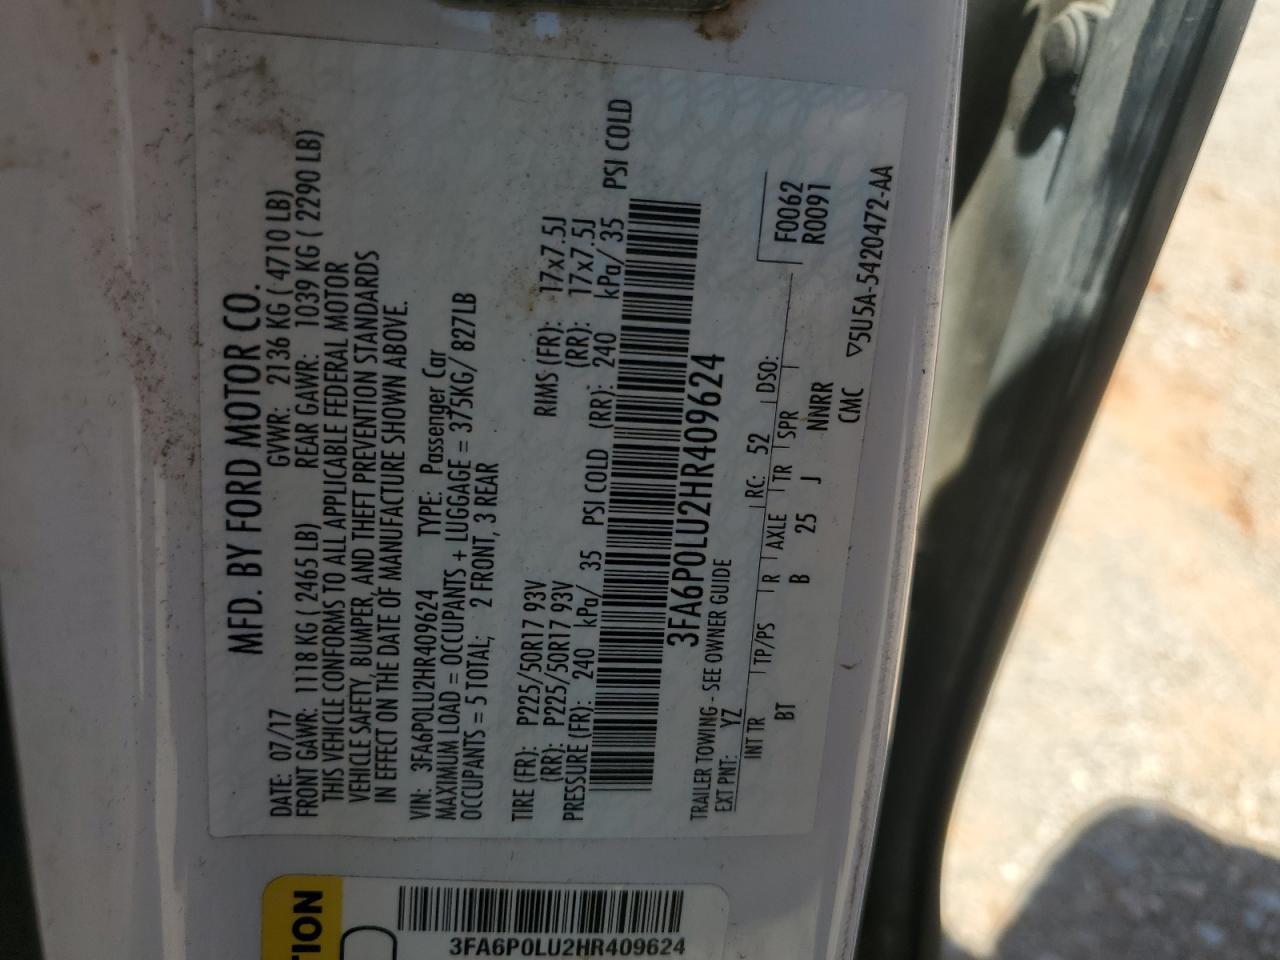 MFD. BY FORD MOTOR CO.
DATE: 07/17 GVWR: 2136 KG ( 4710 LB)
FRONT GAWR: 1118 KG ( 2465 LB) REAR GAWR: 1039 KG ( 2290 LB)
THIS VEHICLE CONFORMS TO ALL APPLICABLE FEDERAL MOTOR
VEHICLE SAFETY, BUMPER, AND THEFT PREVENTION STANDARDS
IN EFFECT ON THE DATE OF MANUFACTURE SHOWN ABOVE.
VIN: 3FA6P0LU2HR409624 TYPE: Passenger Car
MAXIMUM LOAD = OCCUPANTS + LUGGAGE = 375KG/ 827LB
OCCUPANTS = 5 TOTAL; 2 FRONT, 3 REAR
TIRE (FR): P225/50R17 93V RIMS (FR): 17x7.5J
(RR): P225/50R17 93V (RR): 17x7.5J
PRESSURE (FR): 240 kPa/ 35 PSI COLD (RR): 240 kPa/ 35 PSI COLD
3FA6P0LU2HR409624
TRAILER TOWING - SEE OWNER GUIDE
EXT PNT: YZ RC: 52 DSO: F0062
INT TR TP/PS R AXLE TR SPR R0091
BT B 25 J NNRR
CMC ▽5U5A-5420472-AA
TION
3FA6P0LU2HR409624